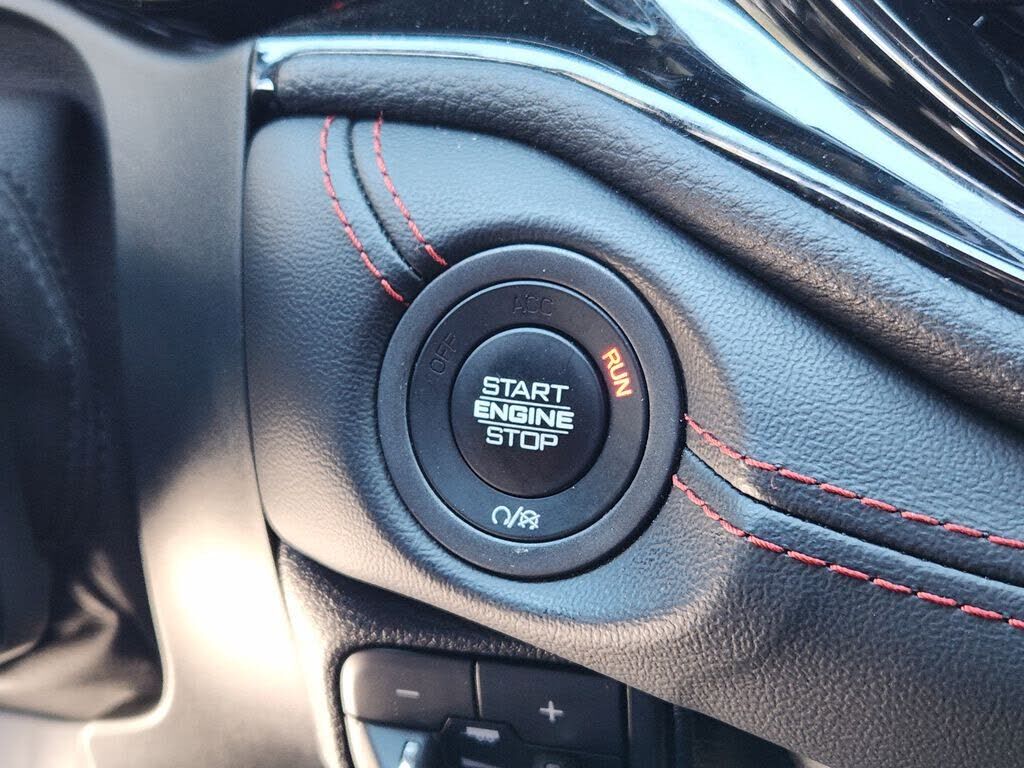 ACC
OFF
RUN
START
ENGINE
STOP
- +